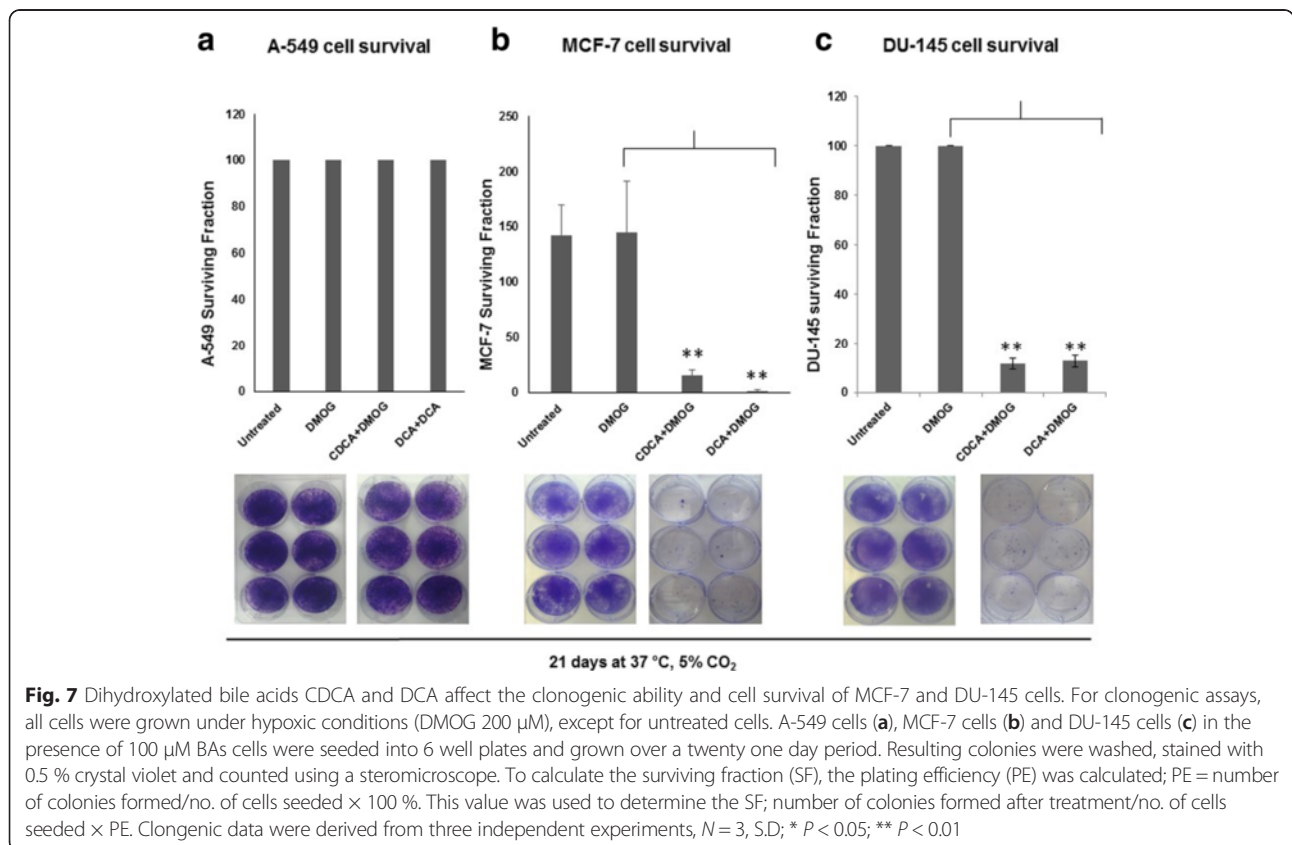 a A-549 cell survival
b MCF-7 cell survival
c DU-145 cell survival
A-549 Surviving Fraction
120
100
80
60
40
20
0
Untreated
DMOG
CDCA+DMOG
DCA+DCA
MCF-7 Surviving Fraction
250
200
150
100
50
0
**
**
Untreated
DMOG
CDCA+DMOG
DCA+DMOG
DU-145 surviving Fraction
120
100
80
60
40
20
0
**
**
Untreated
DMOG
CDCA+DMOG
DCA+DMOG
21 days at 37 °C, 5% CO₂
Fig. 7 Dihydroxylated bile acids CDCA and DCA affect the clonogenic ability and cell survival of MCF-7 and DU-145 cells. For clonogenic assays,
all cells were grown under hypoxic conditions (DMOG 200 μM), except for untreated cells. A-549 cells (a), MCF-7 cells (b) and DU-145 cells (c) in the
presence of 100 μM BAs cells were seeded into 6 well plates and grown over a twenty one day period. Resulting colonies were washed, stained with
0.5 % crystal violet and counted using a steromicroscope. To calculate the surviving fraction (SF), the plating efficiency (PE) was calculated; PE = number
of colonies formed/no. of cells seeded × 100 %. This value was used to determine the SF; number of colonies formed after treatment/no. of cells
seeded × PE. Clongenic data were derived from three independent experiments, N = 3, S.D; * P < 0.05; ** P < 0.01